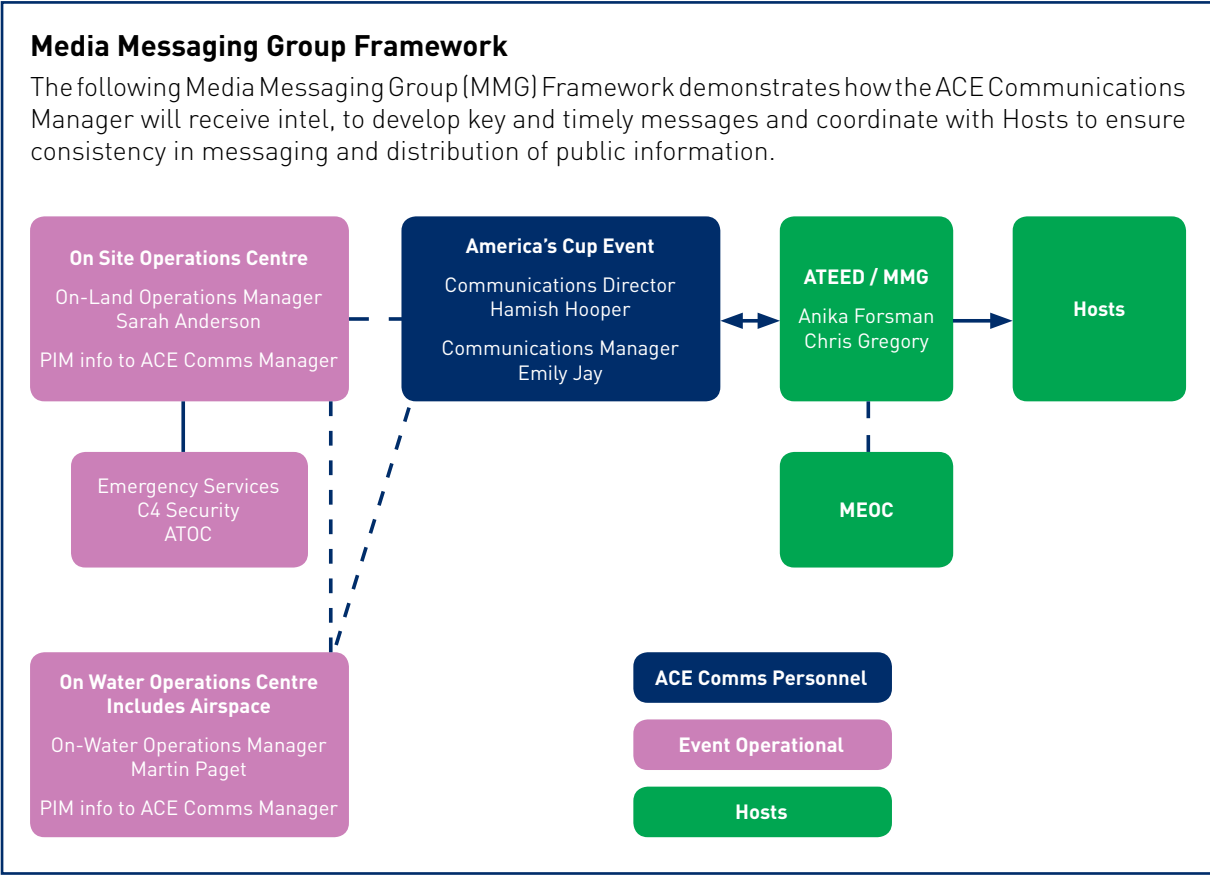 Media Messaging Group Framework
The following Media Messaging Group (MMG) Framework demonstrates how the ACE Communications
Manager will receive intel, to develop key and timely messages and coordinate with Hosts to ensure
consistency in messaging and distribution of public information.
On Site Operations Centre
On-Land Operations Manager
Sarah Anderson
PIM info to ACE Comms Manager
America's Cup Event
Communications Director
Hamish Hooper
Communications Manager
Emily Jay
ATEED / MMG
Anika Forsman
Chris Gregory
Hosts
Emergency Services
C4 Security
ATOC
MEOC
On Water Operations Centre
Includes Airspace
On-Water Operations Manager
Martin Paget
PIM info to ACE Comms Manager
ACE Comms Personnel
Event Operational
Hosts